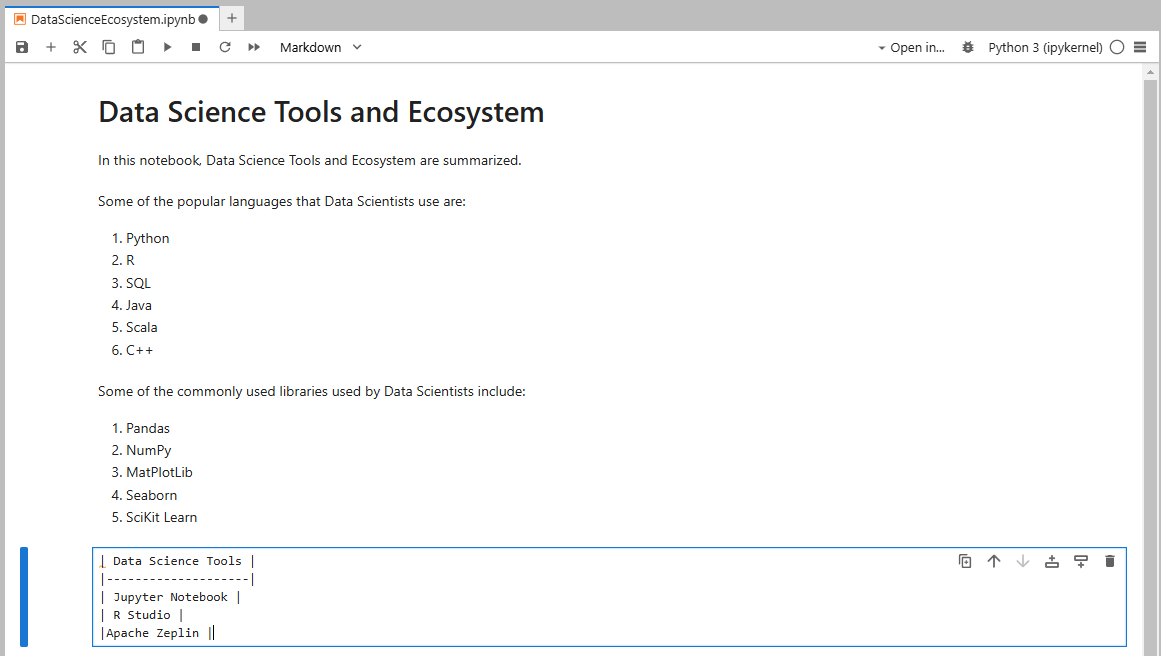 DataScienceEcosystem.ipynb
Markdown
Open in...
Python 3 (ipykernel)
Data Science Tools and Ecosystem
In this notebook, Data Science Tools and Ecosystem are summarized.
Some of the popular languages that Data Scientists use are:
1. Python
2. R
3. SQL
4. Java
5. Scala
6. C++
Some of the commonly used libraries used by Data Scientists include:
1. Pandas
2. NumPy
3. MatPlotLib
4. Seaborn
5. SciKit Learn
| Data Science Tools |
|--------------------|
| Jupyter Notebook |
| R Studio |
|Apache Zeplin |